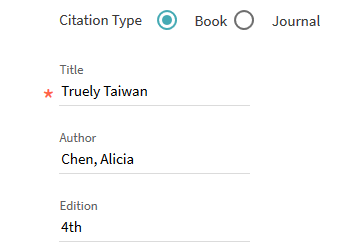 Citation Type Book Journal
Title
* Truely Taiwan
Author
Chen, Alicia
Edition
4th